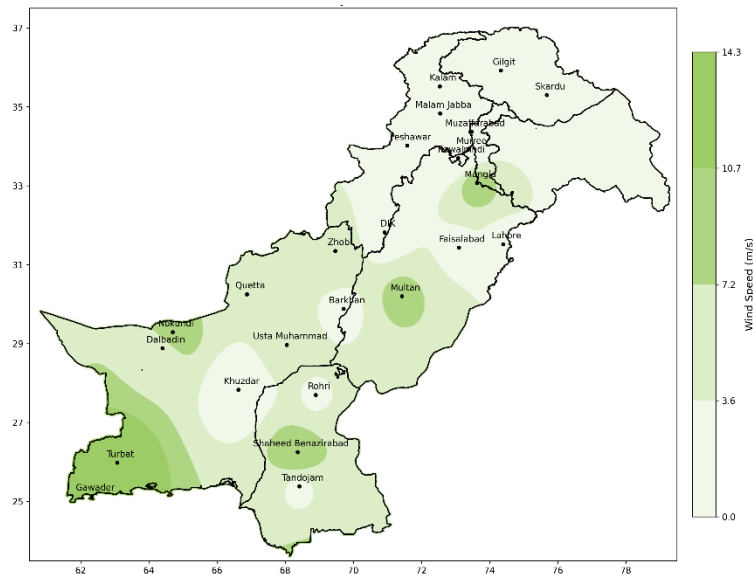 37
35
33
31
29
27
25
62
64
66
68
70
72
74
76
78
Gilgit
Kalam
Skardu
Malam Jabba
Muzaffarabad
Peshawar
Murree
Rawalpindi
Mangla
DIK
Lahore
Faisalabad
Zhob
Quetta
Multan
Barkhan
Nokundi
Dalbadin
Usta Muhammad
Khuzdar
Rohri
Shaheed Benazirabad
Turbat
Tandojam
Gawader
14.3
10.7
7.2
3.6
0.0
Wind Speed (m/s)